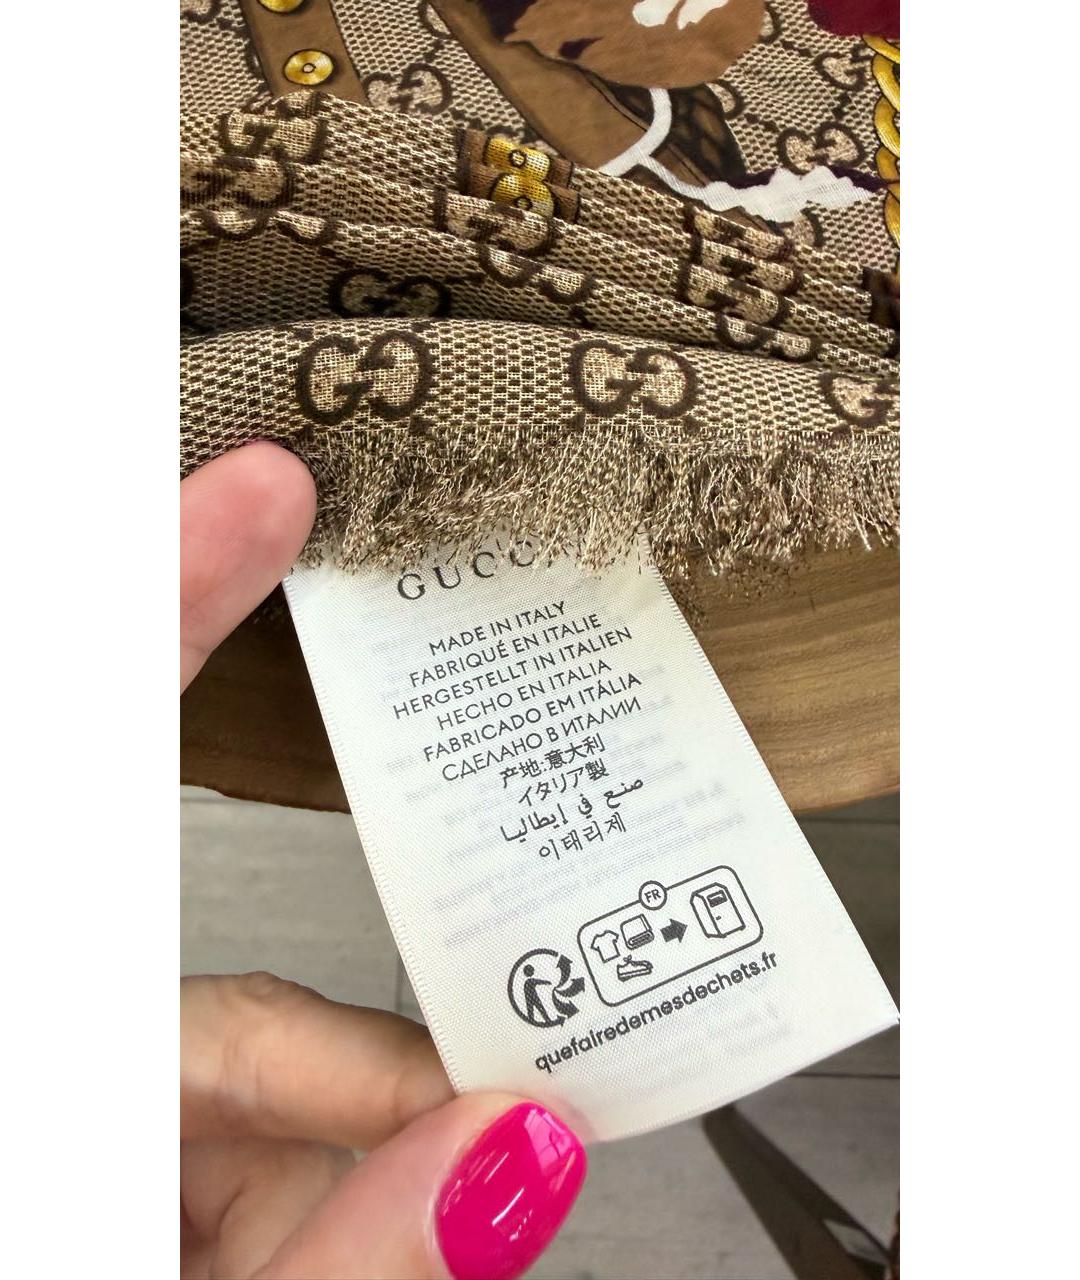 GUCCI
MADE IN ITALY
FABRIQUÉ EN ITALIE
HERGESTELLT IN ITALIEN
HECHO EN ITALIA
FABRICADO EM ITÁLIA
СДЕЛАНО В ИТАЛИИ
产地:意大利
イタリア製
صنع في إيطاليا
이태리제
FR
quefairedemesdechets.fr